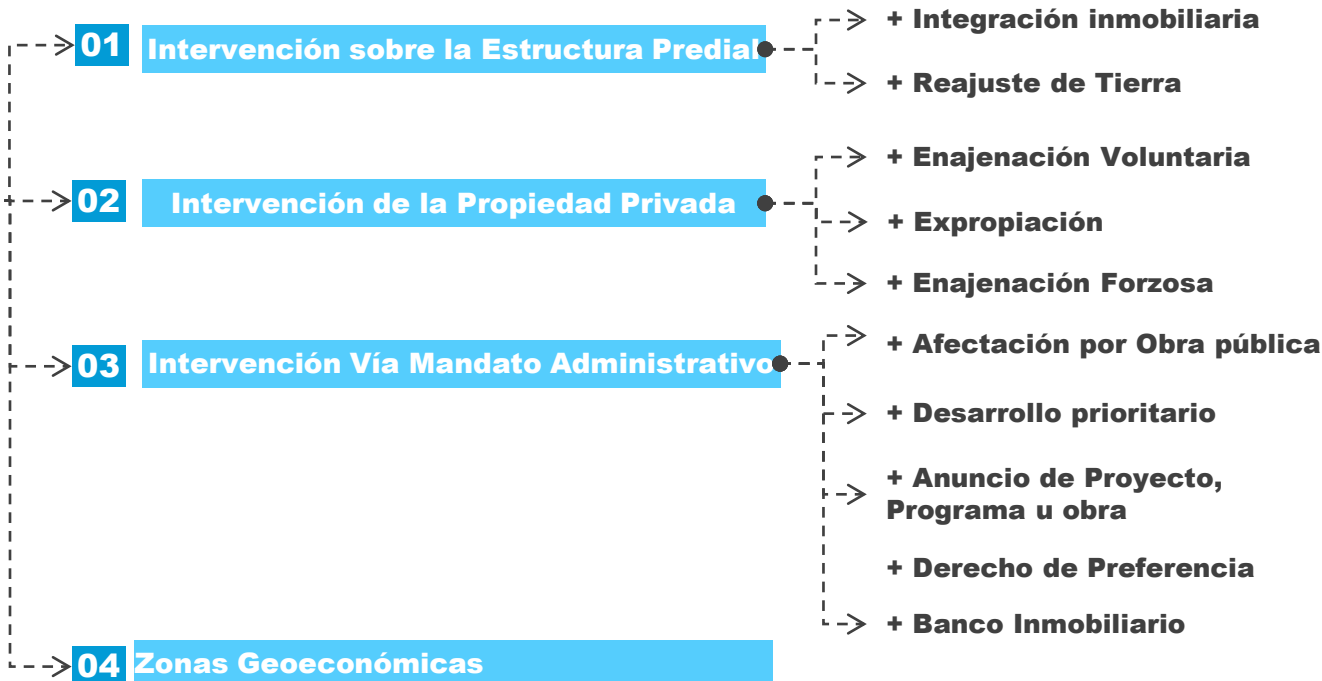 01 Intervención sobre la Estructura Predial
+ Integración inmobiliaria
+ Reajuste de Tierra
02 Intervención de la Propiedad Privada
+ Enajenación Voluntaria
+ Expropiación
+ Enajenación Forzosa
03 Intervención Vía Mandato Administrativo
+ Afectación por Obra pública
+ Desarrollo prioritario
+ Anuncio de Proyecto,
Programa u obra
+ Derecho de Preferencia
+ Banco Inmobiliario
04 Zonas Geoeconómicas